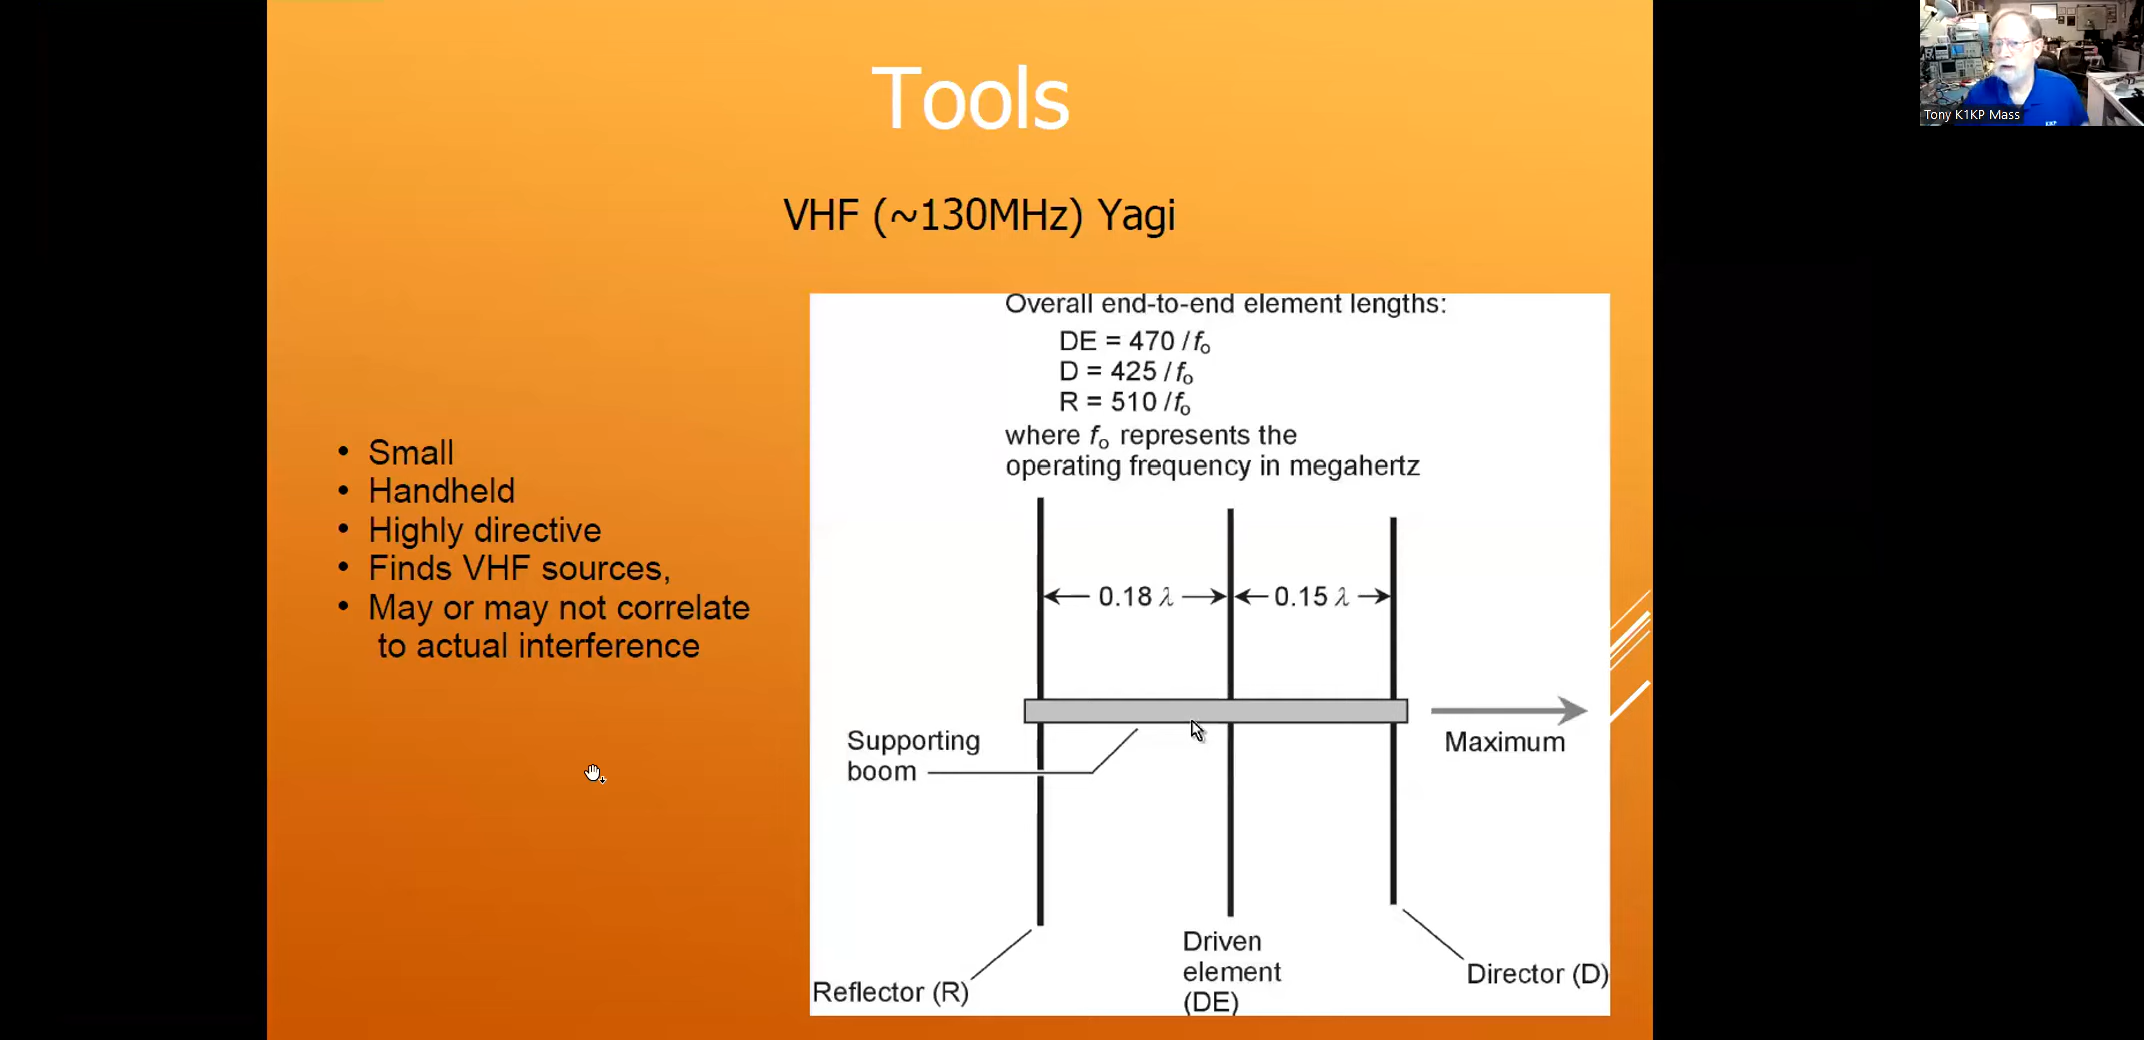 Tools
Tony K1KP Mass
VHF (~130MHz) Yagi
Overall end-to-end element lengths:
DE = 470 / fo
D = 425 / fo
R = 510 / fo
where fo represents the
operating frequency in megahertz
• Small
• Handheld
• Highly directive
• Finds VHF sources,
• May or may not correlate
to actual interference
0.18 λ
0.15 λ
Supporting
boom
Maximum
Reflector (R)
Driven
element
(DE)
Director (D)